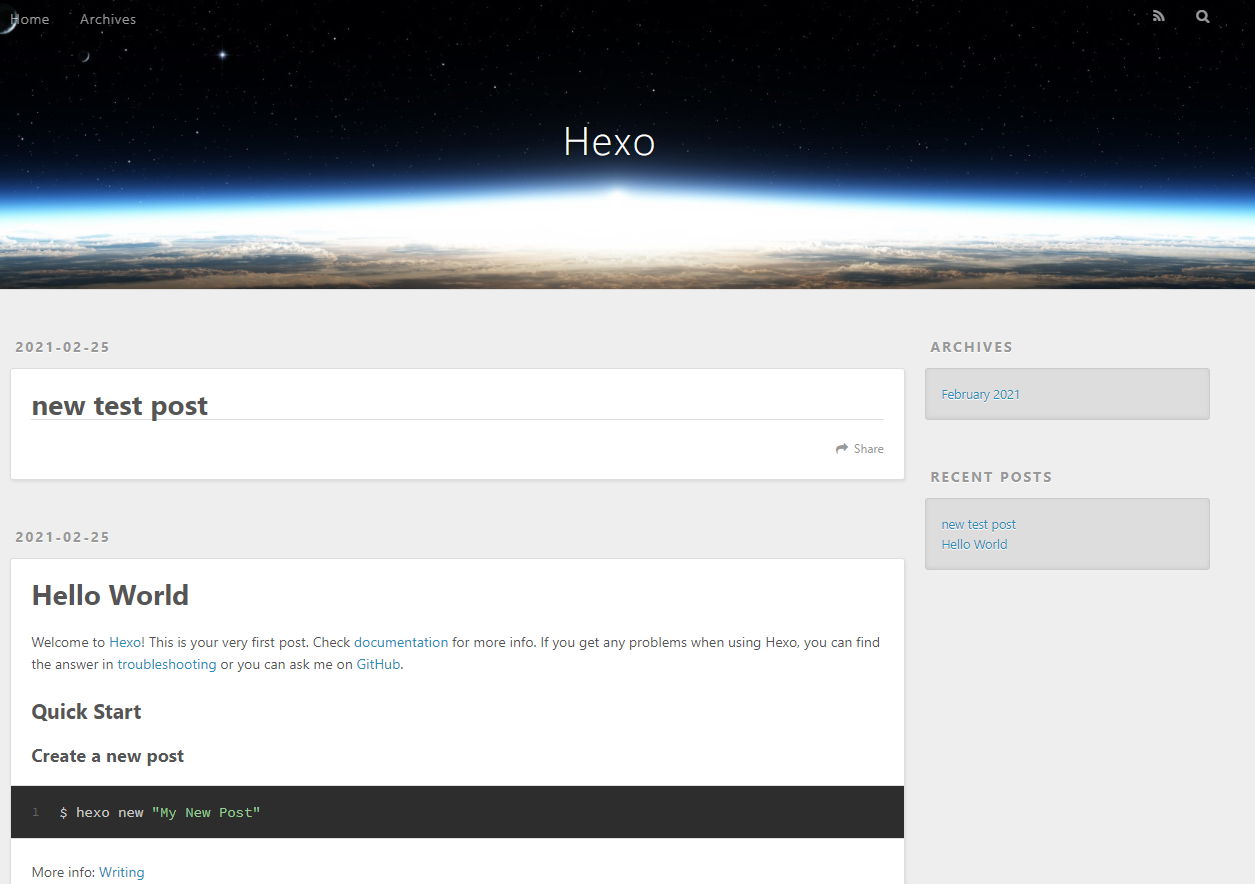 Home Archives
Hexo
2021-02-25
new test post
Share
2021-02-25
Hello World
Welcome to Hexo! This is your very first post. Check documentation for more info. If you get any problems when using Hexo, you can find
the answer in troubleshooting or you can ask me on GitHub.
Quick Start
Create a new post
1 $ hexo new "My New Post"
More info: Writing
ARCHIVES
February 2021
RECENT POSTS
new test post
Hello World